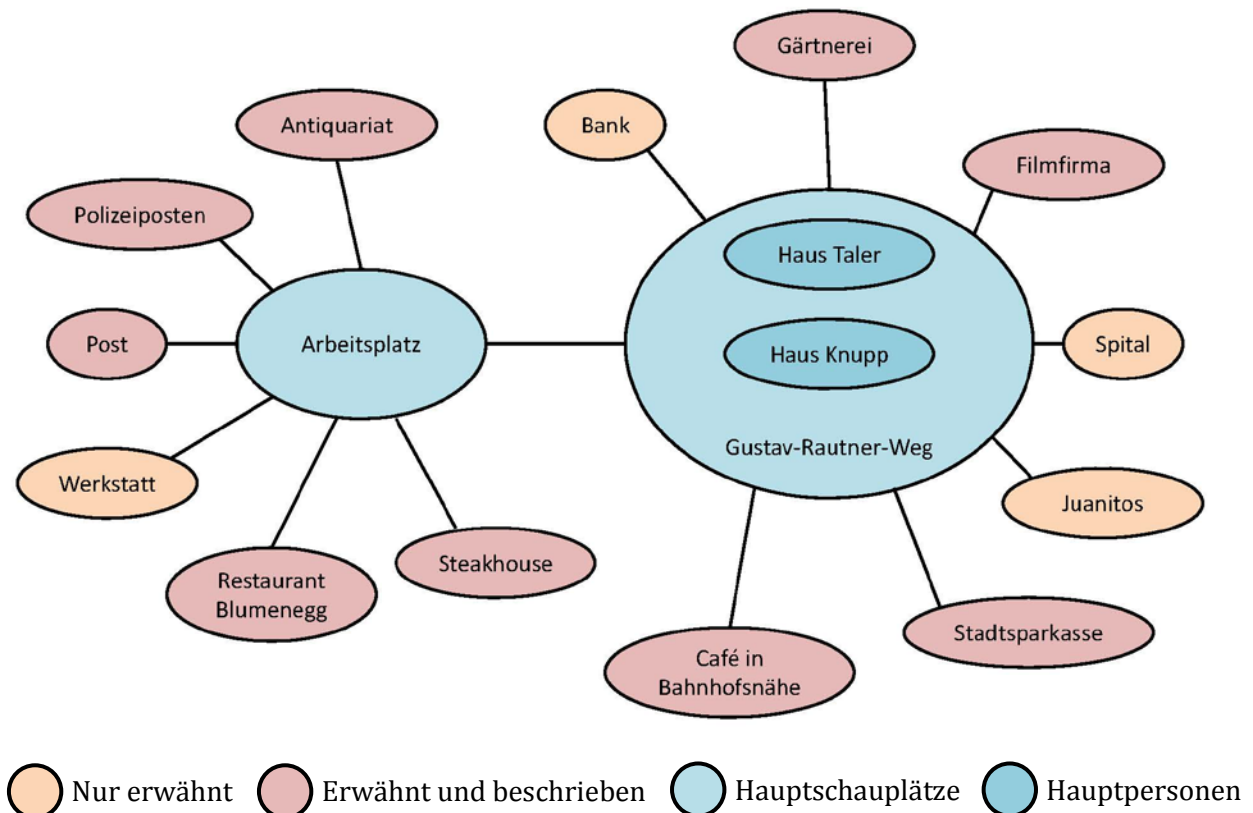 Gärtnerei
Antiquariat
Bank
Filmfirma
Polizeiposten
Haus Taler
Post
Arbeitsplatz
Haus Knupp
Spital
Gustav-Rautner-Weg
Werkstatt
Juanitos
Steakhouse
Restaurant
Blumenegg
Stadtsparkasse
Café in
Bahnhofsnähe
Nur erwähnt
Erwähnt und beschrieben
Hauptschauplätze
Hauptpersonen